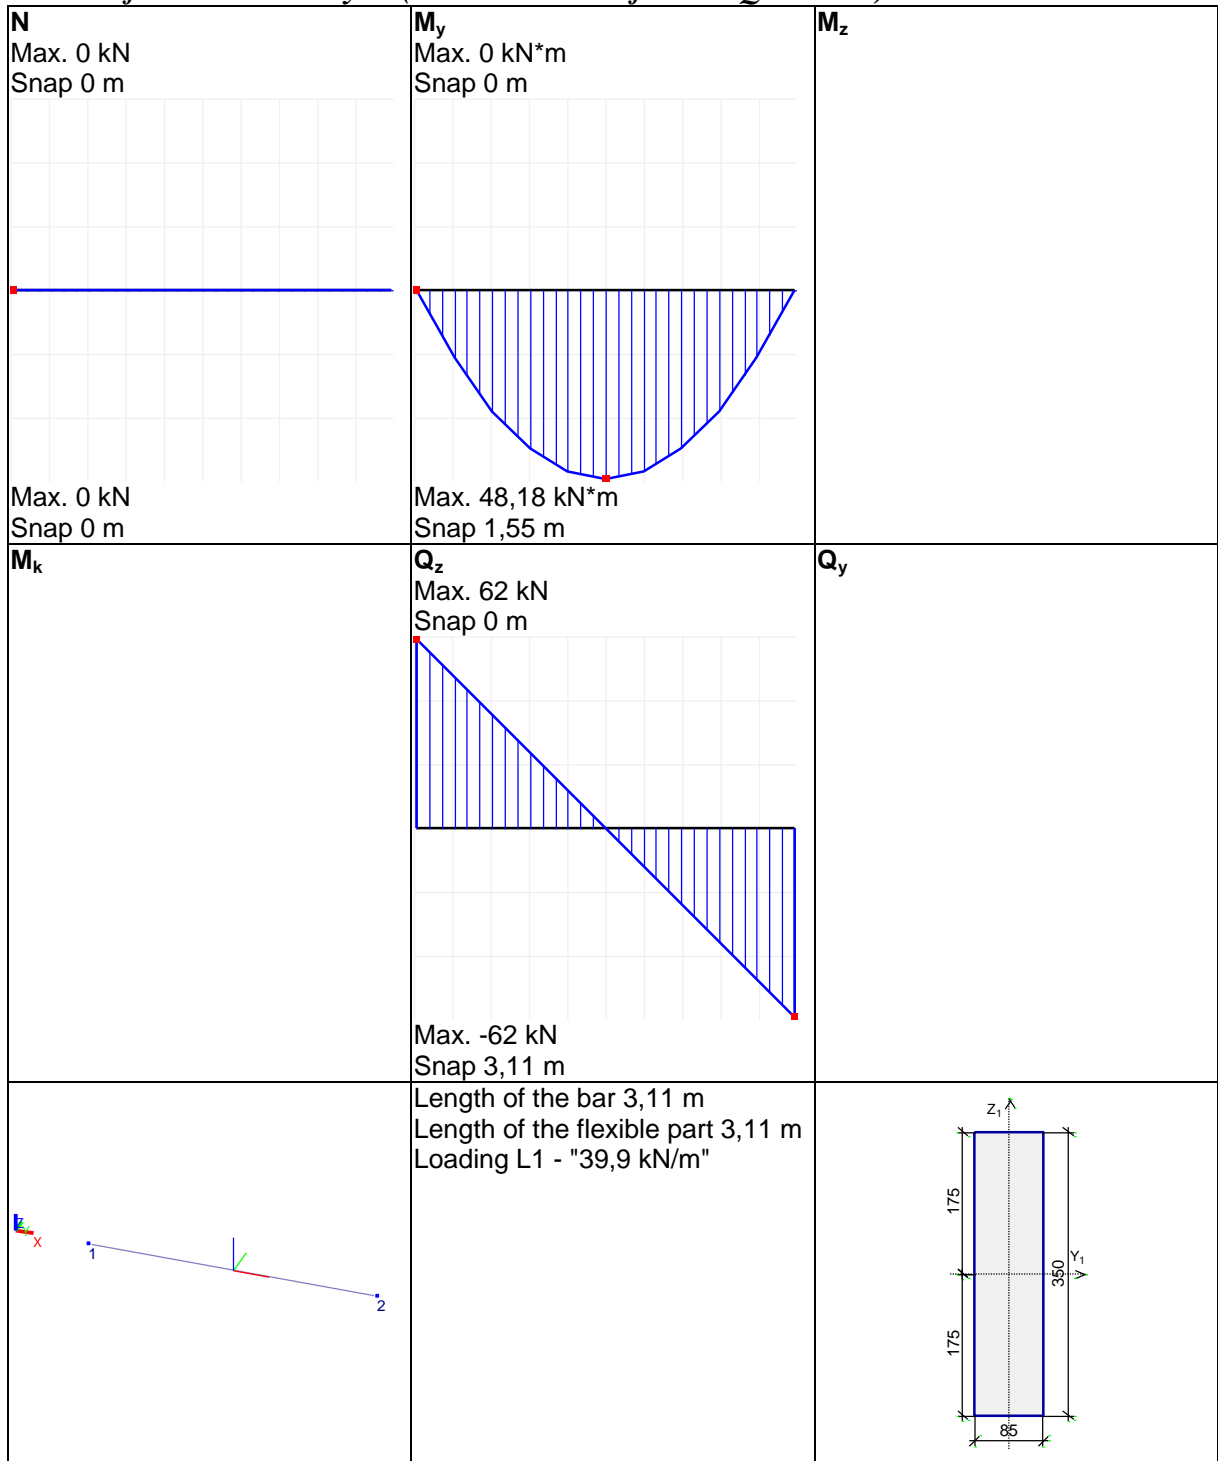 N
Max. 0 kN
Snap 0 m
Max. 0 kN
Snap 0 m
My
Max. 0 kN*m
Snap 0 m
Max. 48,18 kN*m
Snap 1,55 m
Mz
Mk
Qz
Max. 62 kN
Snap 0 m
Max. -62 kN
Snap 3,11 m
Qy
Z
Y
X
1
2
Length of the bar 3,11 m
Length of the flexible part 3,11 m
Loading L1 - "39,9 kN/m"
Z1
175
Y1
350
175
85